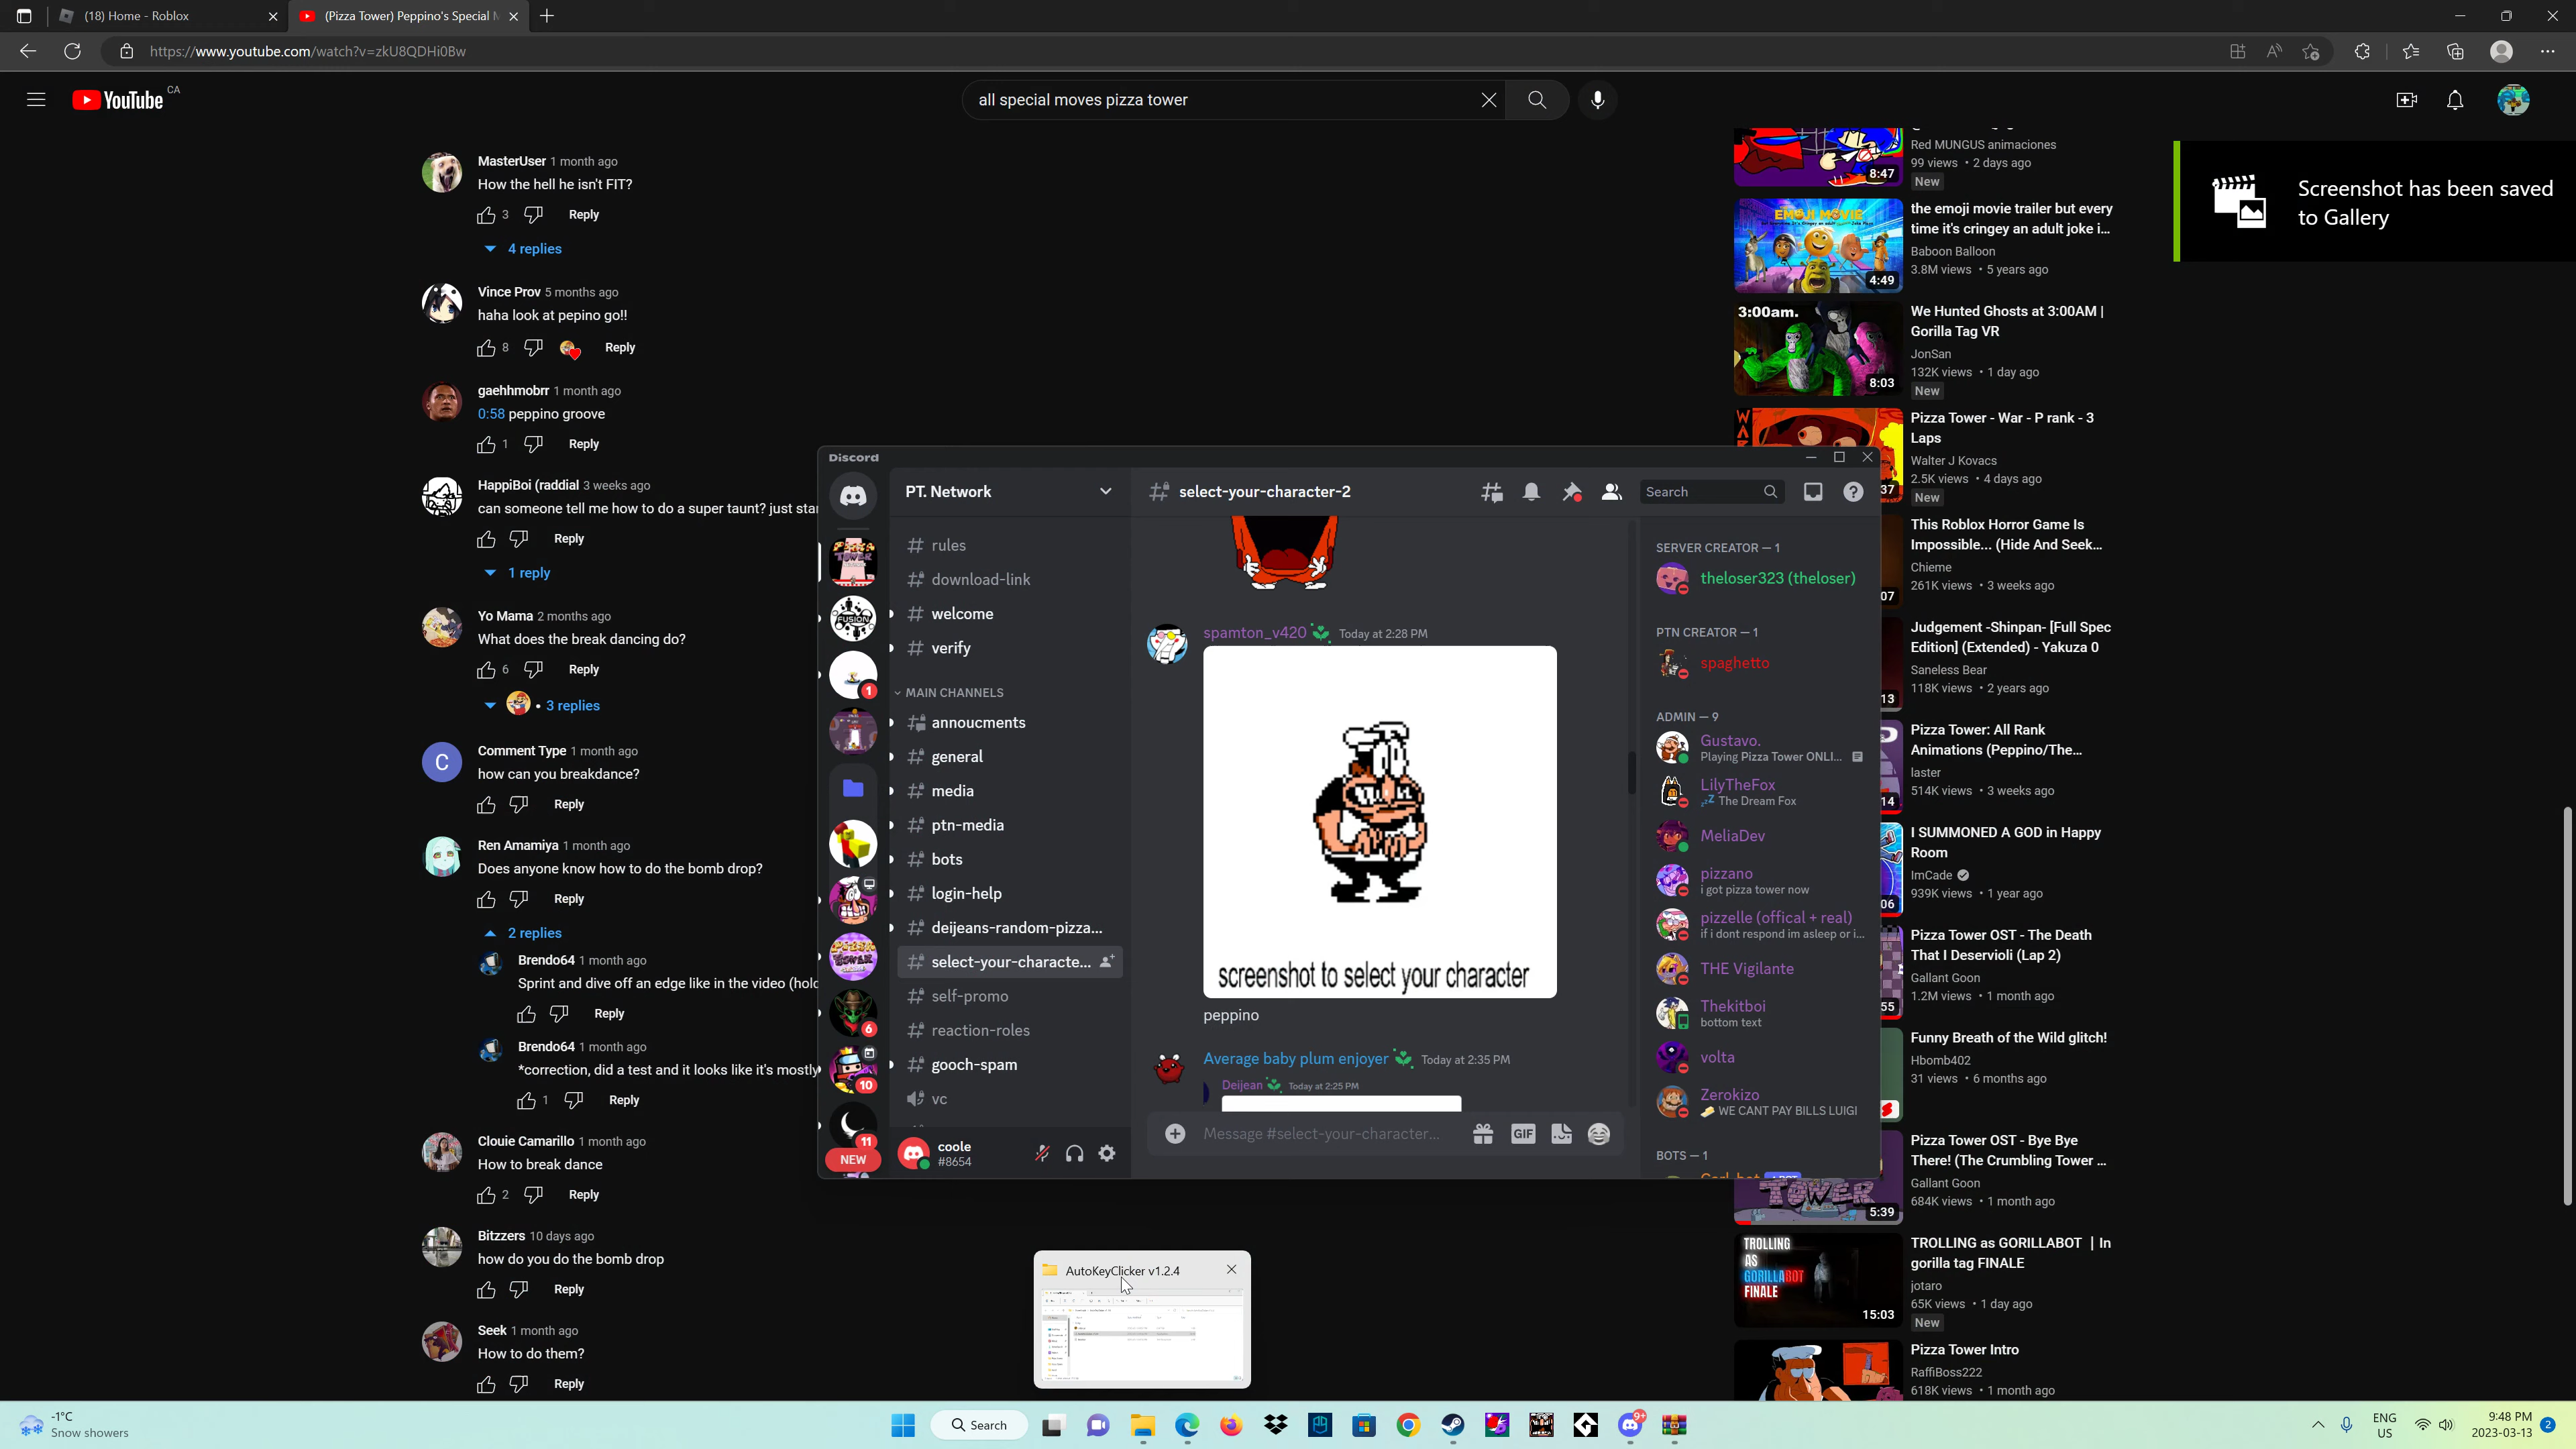 (18) Home - Roblox
(Pizza Tower) Peppino's Special M
https://www.youtube.com/watch?v=zkU8QDHi0Bw
YouTube CA
all special moves pizza tower
MasterUser 1 month ago
How the hell he isn't FIT?
3 Reply
4 replies
Vince Prov 5 months ago
haha look at pepino go!!
8 Reply
gaehhmobrr 1 month ago
0:58 peppino groove
1 Reply
HappiBoi (raddial 3 weeks ago
can someone tell me how to do a super taunt? just star
Reply
1 reply
Yo Mama 2 months ago
What does the break dancing do?
6 Reply
3 replies
Comment Type 1 month ago
C
how can you breakdance?
Reply
Ren Amamiya 1 month ago
Does anyone know how to do the bomb drop?
Reply
2 replies
Brendo64 1 month ago
Sprint and dive off an edge like in the video (hold
Reply
Brendo64 1 month ago
*correction, did a test and it looks like it's mostly
1 Reply
Clouie Camarillo 1 month ago
How to break dance
2 Reply
Bitzzers 10 days ago
how do you do the bomb drop
Reply
Seek 1 month ago
How to do them?
Reply
Discord
PT. Network
rules
download-link
welcome
verify
MAIN CHANNELS
annoucments
general
media
ptn-media
bots
login-help
deijeans-random-pizza...
select-your-characte...
self-promo
reaction-roles
gooch-spam
vc
FUSION
1
6
10
11
NEW
coole
#8654
select-your-character-2
Search
spamton_v420 Today at 2:28 PM
screenshot to select your character
peppino
Average baby plum enjoyer Today at 2:35 PM
Deijean Today at 2:25 PM
Message #select-your-character...
GIF
SERVER CREATOR — 1
theloser323 (theloser)
PTN CREATOR — 1
spaghetto
ADMIN — 9
Gustavo.
Playing Pizza Tower ONLI...
LilyTheFox
The Dream Fox
MeliaDev
pizzano
i got pizza tower now
pizzelle (offical + real)
if i dont respond im asleep or i...
THE Vigilante
Thekitboi
bottom text
volta
Zerokizo
WE CANT PAY BILLS LUIGI
BOTS — 1
Red MUNGUS animaciones
99 views • 2 days ago
New
8:47
EMOJI MOVIE
4:49
the emoji movie trailer but every
time it's cringey an adult joke i...
Baboon Balloon
3.8M views • 5 years ago
3:00am.
8:03
We Hunted Ghosts at 3:00AM |
Gorilla Tag VR
JonSan
132K views • 1 day ago
New
WAR
37
Pizza Tower - War - P rank - 3
Laps
Walter J Kovacs
2.5K views • 4 days ago
New
07
This Roblox Horror Game Is
Impossible... (Hide And Seek...
Chieme
261K views • 3 weeks ago
13
Judgement -Shinpan- [Full Spec
Edition] (Extended) - Yakuza 0
Saneless Bear
118K views • 2 years ago
14
Pizza Tower: All Rank
Animations (Peppino/The...
laster
514K views • 3 weeks ago
06
I SUMMONED A GOD in Happy
Room
ImCade
939K views • 1 year ago
55
Pizza Tower OST - The Death
That I Deservioli (Lap 2)
Gallant Goon
1.2M views • 1 month ago
Funny Breath of the Wild glitch!
Hbomb402
31 views • 6 months ago
TOWER
5:39
Pizza Tower OST - Bye Bye
There! (The Crumbling Tower ...
Gallant Goon
684K views • 1 month ago
TROLLING
AS
GORILLABOT
FINALE
15:03
TROLLING as GORILLABOT | In
gorilla tag FINALE
jotaro
65K views • 1 day ago
New
Pizza Tower Intro
RaffiBoss222
618K views • 1 month ago
Screenshot has been saved
to Gallery
AutoKeyClicker v1.2.4
-1°C
Snow showers
Search
9+
ENG
US
9:48 PM
2023-03-13
2